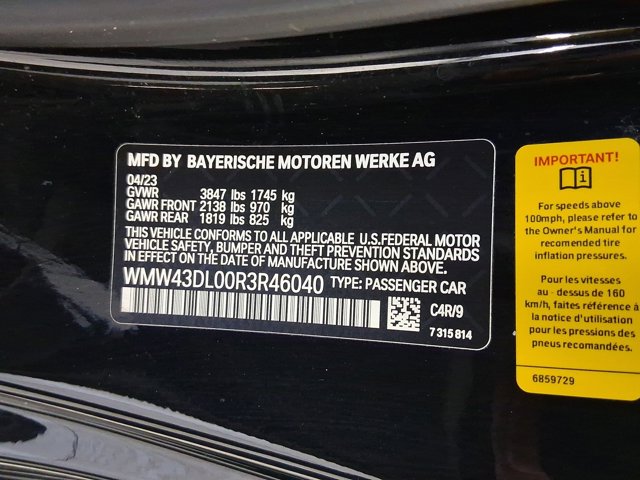 MFD BY BAYERISCHE MOTOREN WERKE AG
04/23
GVWR 3847 lbs 1745 kg
GAWR FRONT 2138 lbs 970 kg
GAWR REAR 1819 lbs 825 kg
THIS VEHICLE CONFORMS TO ALL APPLICABLE U.S.FEDERAL MOTOR
VEHICLE SAFETY, BUMPER AND THEFT PREVENTION STANDARDS
IN EFFECT ON THE DATE OF MANUFACTURE SHOWN ABOVE.
WMW43DL00R3R46040 TYPE: PASSENGER CAR
C4R/9
7 315 814
IMPORTANT!
For speeds above
100mph, please refer to
the Owner's Manual for
recomended tire
inflation pressures.
Pour les vitesses
au - dessus de 160
km/h, faites référence à
la notice d'utilisation
pour les pressions des
pneus recomandées.
6859729